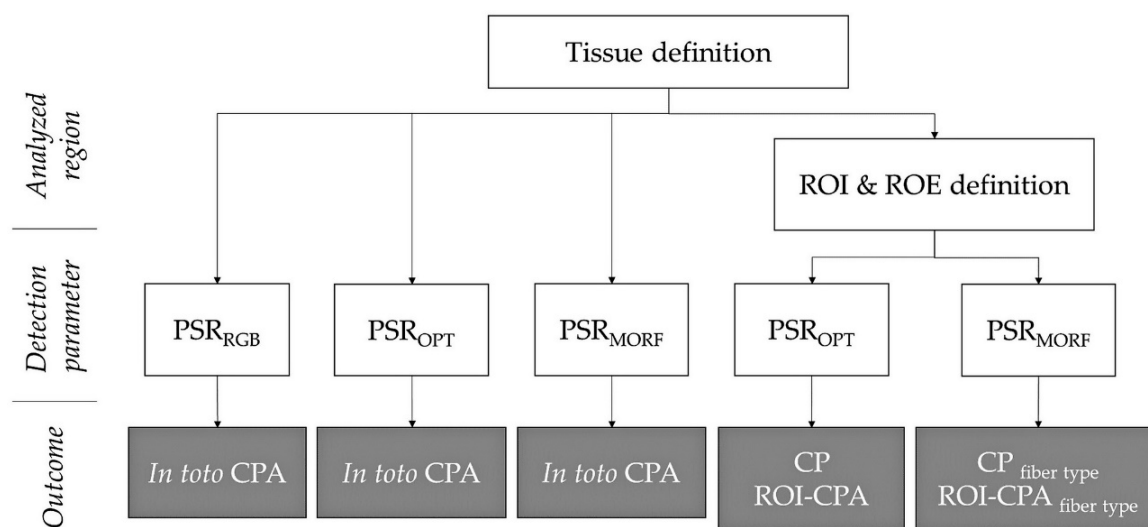 Tissue definition
Analyzed
region
ROI & ROE definition
Detection
parameter
PSR RGB
PSR OPT
PSR MORF
PSR OPT
PSR MORF
Outcome
In toto CPA
In toto CPA
In toto CPA
CP
ROI-CPA
CP fiber type
ROI-CPA fiber type